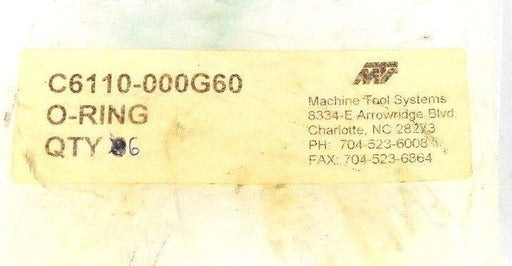 C6110-000G60
O-RING
QTY 6
Machine Tool Systems
8334-E Arrowridge Blvd.
Charlotte, NC 28273
PH: 704-523-6008
FAX: 704-523-6864